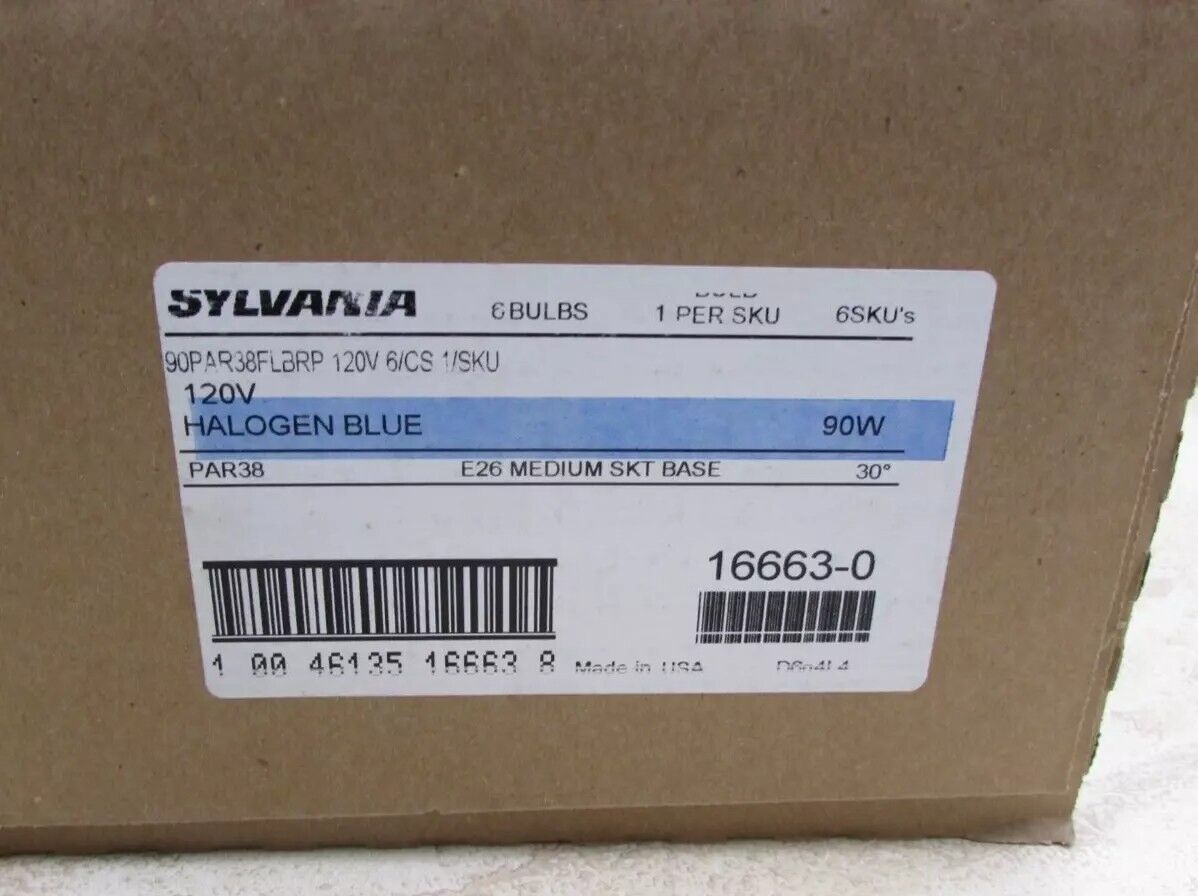 SYLVANIA 6BULBS 1 PER SKU 6SKU's
90PAR38FLBRP 120V 6/CS 1/SKU
120V
HALOGEN BLUE 90W
PAR38 E26 MEDIUM SKT BASE 30°
16663-0
1 00 46135 16663 8 Made in USA